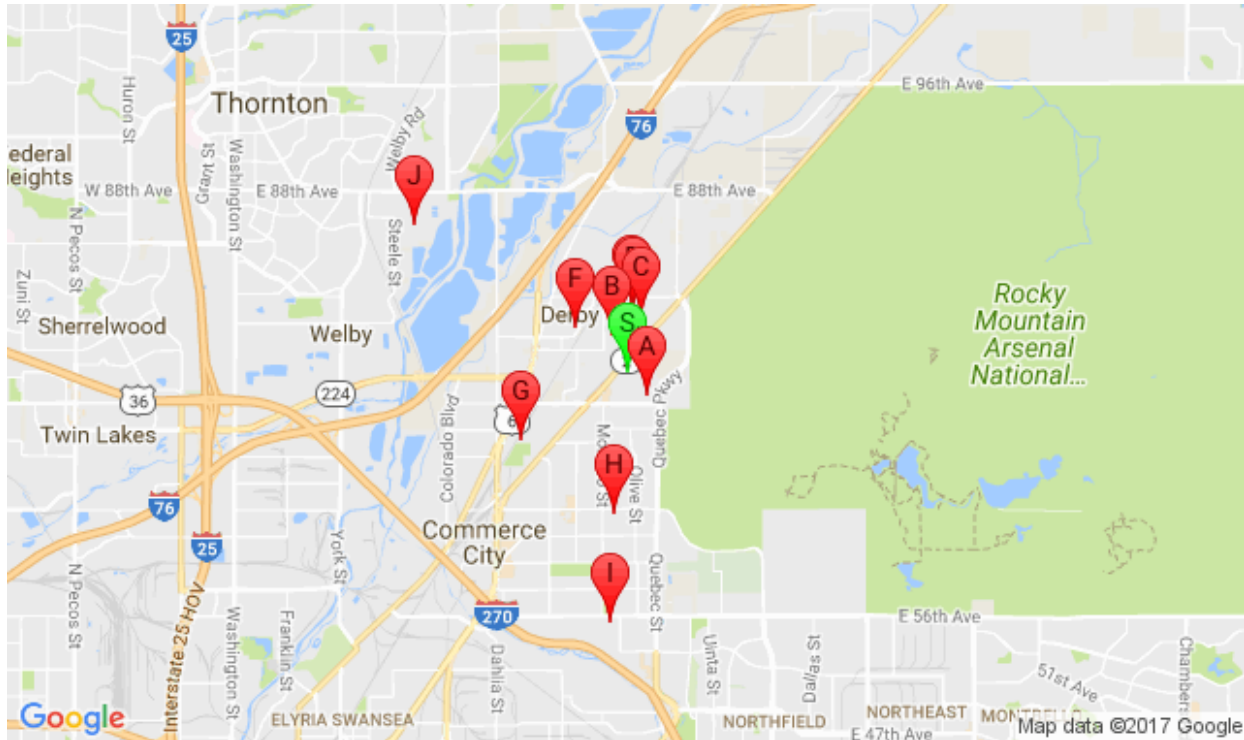 25
E 96th Ave
Huron St
Thornton
Welby Rd
76
ederal
Heights
Grant St
Washington St
W 88th Ave
E 88th Ave
E 88th Ave
J
N Pecos St
Steele St
Zuni St
C
F
B
Sherrelwood
Welby
Derby
S
A
Rocky
Mountain
Arsenal
National...
36
224
Colorado Blvd
G
6
Quebec Pkwy
Twin Lakes
H
Olive St
76
Commerce
City
25
York St
I
N Pecos St
Interstate 25 HOV
Washington St
Franklin St
270
Quebec St
E 56th Ave
Dahlia St
Uinta St
Dallas St
51st Ave
Chambers
Google
ELYRIA SWANSEA
NORTHFIELD
NORTHEAST
E 47th Ave
Map data ©2017 Google